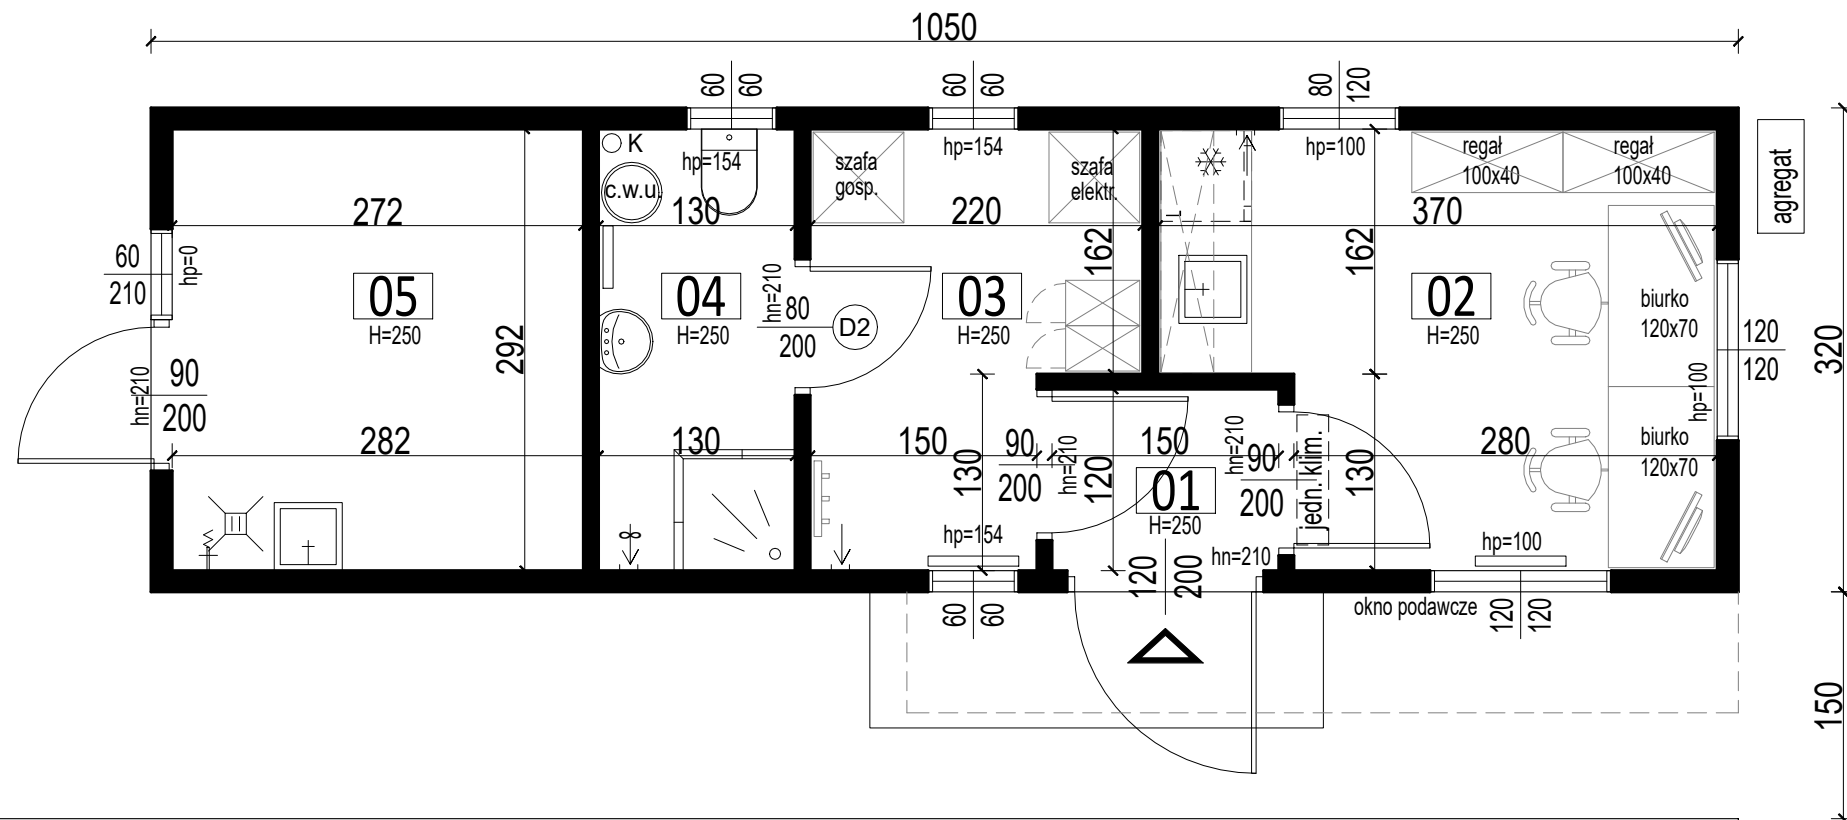 1050
60 60
60 60
80 120
K
hp=154
hp=154
hp=100
szafa
gosp.
szafa
elektr.
regał
100x40
regał
100x40
agregat
c.w.u.
272
130
220
370
162
162
60
210
hp=0
05
H=250
04
H=250
hn=210
80
200
D2
03
H=250
02
H=250
biurko
120x70
120
120
hp=100
320
292
hn=210
90
200
282
130
150
90
200
hn=210
130
120
150
01
H=250
hn=210
90
200
jedn. klim.
130
280
biurko
120x70
hp=154
hn=210
hp=100
120 200
60 60
okno podawcze
120 120
150